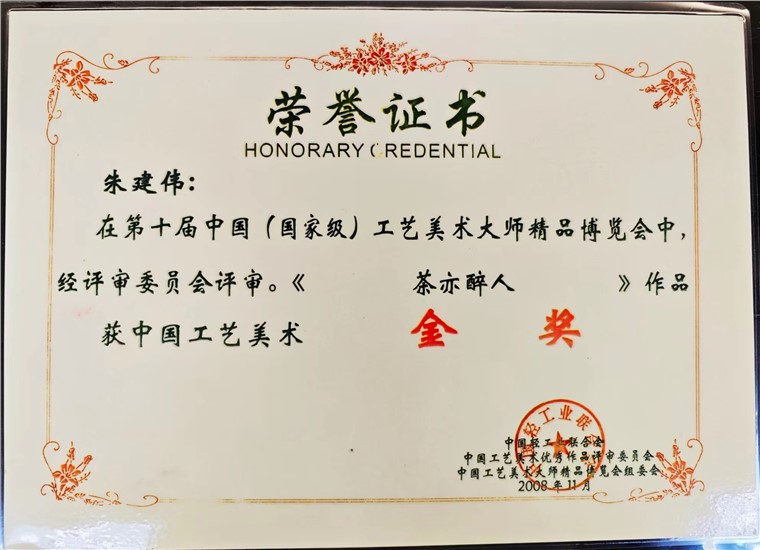 荣誉证书
HONORARY CREDENTIAL
朱建伟：
在第十届中国（国家级）工艺美术大师精品博览会中，
经评审委员会评审。《 茶亦醉人 》作品
获中国工艺美术 金 奖
中国轻工业联合会
中国工艺美术优秀作品评审委员会
中国工艺美术大师精品博览会组委会
2008年11月